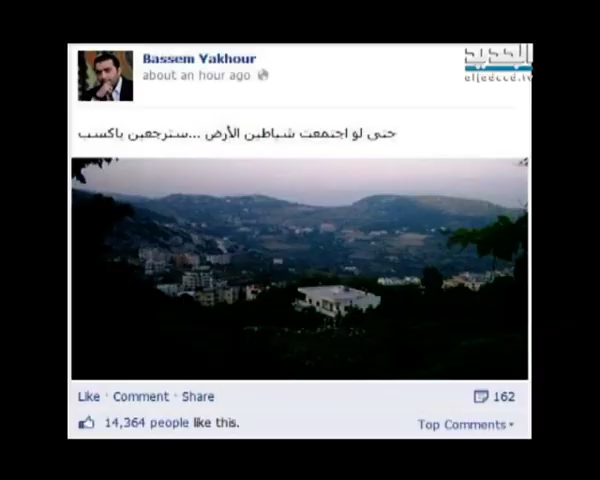 Bassem Yakhour
about an hour ago
الجديد
aljadeed.tv
حتى لو اجتمعت شياطين الأرض ...سترجعين ياكسب
Like · Comment · Share
162
14,364 people like this.
Top Comments